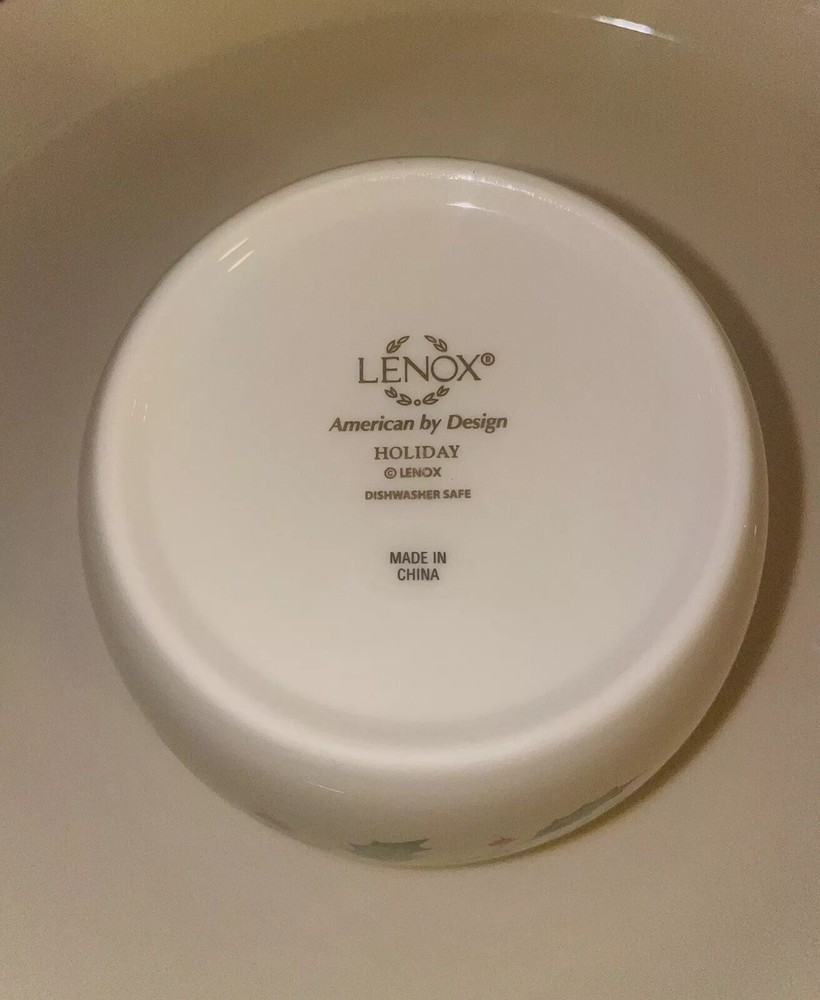 LENOX®
American by Design
HOLIDAY
© LENOX
DISHWASHER SAFE
MADE IN
CHINA